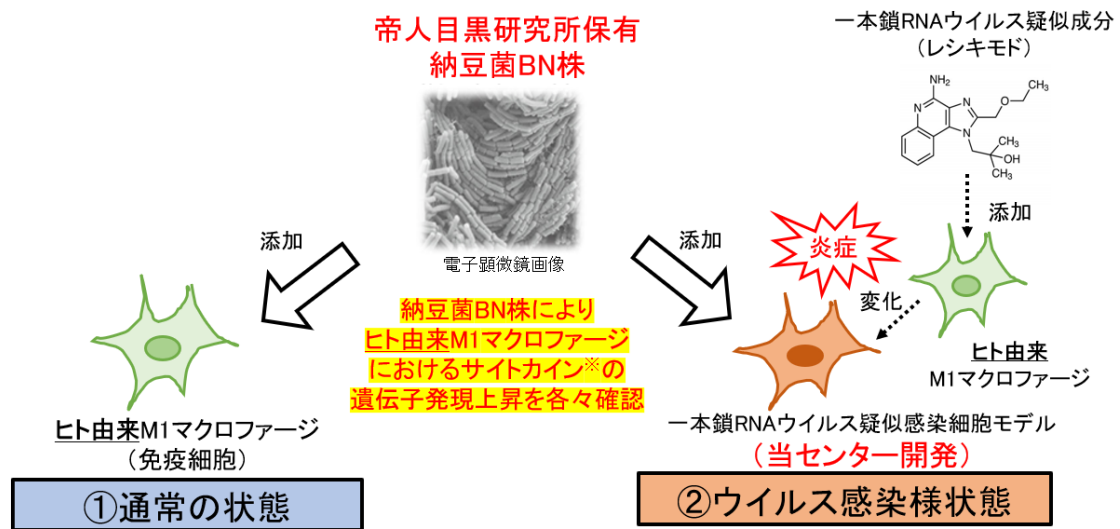 帝人目黒研究所保有
納豆菌BN株
電子顕微鏡画像
一本鎖RNAウイルス疑似成分
（レシキモド）
NH2
N
N
N
O
CH3
CH3
OH
CH3
添加
添加
添加
炎症
変化
納豆菌BN株により
ヒト由来M1マクロファージ
におけるサイトカイン※の
遺伝子発現上昇を各々確認
ヒト由来M1マクロファージ
（免疫細胞）
ヒト由来
M1マクロファージ
一本鎖RNAウイルス疑似感染細胞モデル
（当センター開発）
①通常の状態
②ウイルス感染様状態